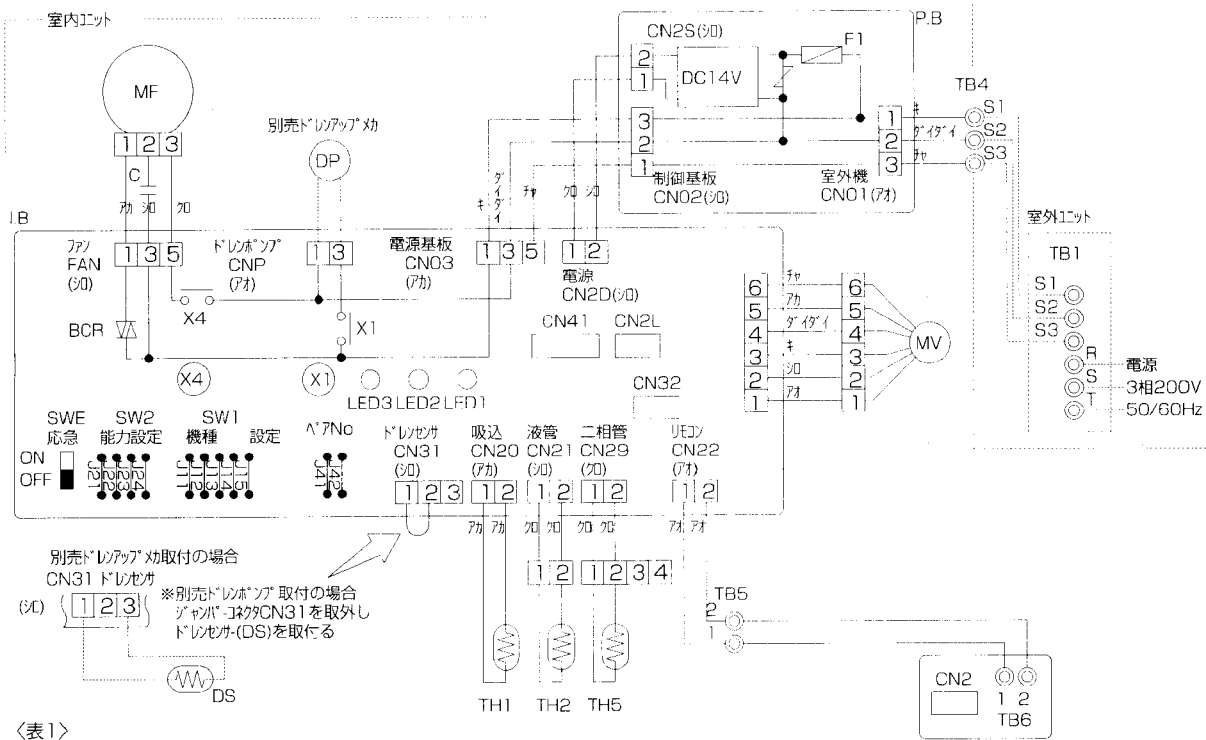 室内ユニット
MF
1 2 3
C
アカ シロ クロ
別売ドレンアップメカ
DP
P.B
CN2S(シロ)
2
1
DC14V
F1
3
2
1
制御基板
CN02(シロ)
1
2
3
室外機
CN01(アオ)
キ
ダイダイ
チャ
TB4
S1
S2
S3
キ
ダイダイ
チャ
クロ
シロ
I.B
ファン
FAN
(シロ)
1 3 5
ドレンポンプ
CNP
(アオ)
1 3
電源基板
CN03
(アカ)
1 3 5
1 2
電源
CN2D(シロ)
X4
X1
BCR
X4
X1
LED3 LED2 LED1
CN41
CN2L
CN32
6 チャ 6
5 アカ 5
4 ダイダイ 4
3 キ 3
2 シロ 2
1 アオ 1
MV
室外ユニット
TB1
S1
S2
S3
R
S
T
電源
3相200V
50/60Hz
SWE
応急
ON
OFF
SW2
能力設定
J21
J22
J23
J24
SW1
機種 設定
J11
J12
J13
J14
J15
ペアNo
J41
J42
ドレンセンサ
CN31
(シロ)
1 2 3
吸込
CN20
(アカ)
1 2
液管
CN21
(シロ)
1 2
二相管
CN29
(クロ)
1 2
リモコン
CN22
(アオ)
1 2
アカ アカ クロ クロ クロ クロ アオ アオ
1 2
1 2 3 4
別売ドレンアップメカ取付の場合
CN31 ドレンセンサ
(シロ)
1 2 3
DS
※別売ドレンポンプ取付の場合
ジャンパーコネクタCN31を取外し
ドレンセンサー(DS)を取付る
TH1 TH2 TH5
TB5
2
1
CN2
1 2
TB6
〈表1〉